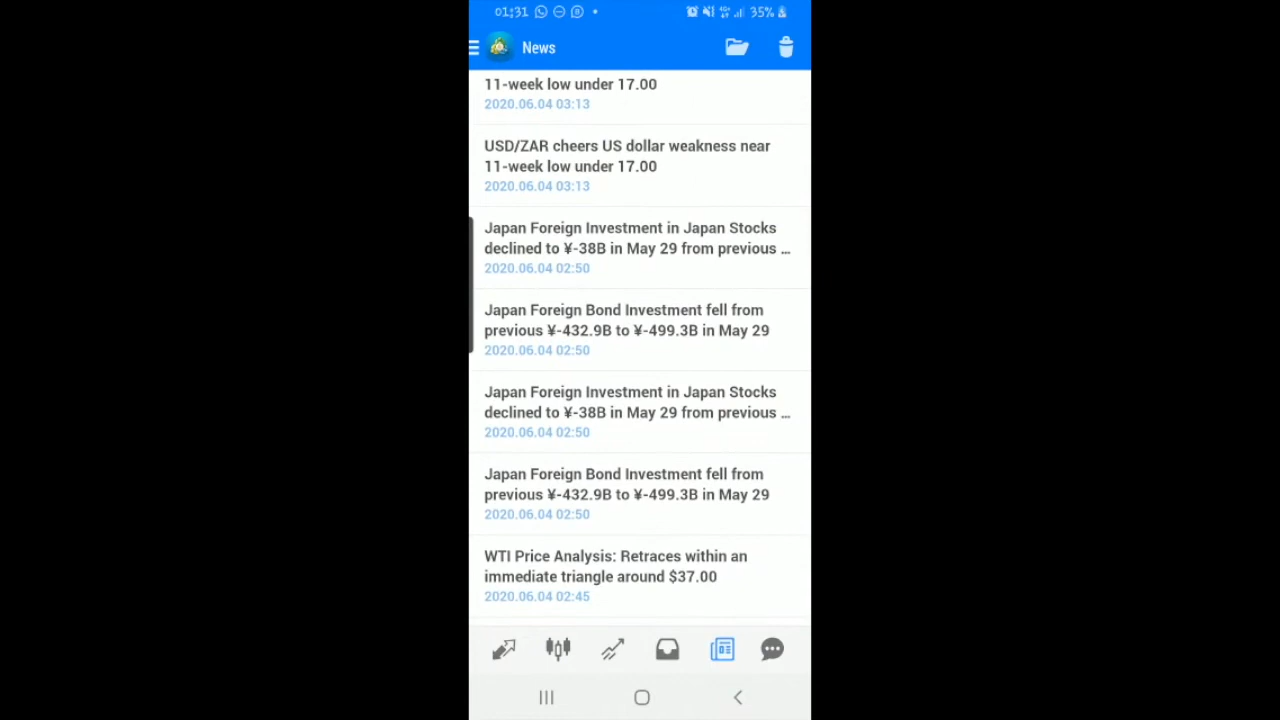 01:31
35%
News
11-week low under 17.00
2020.06.04 03:13
USD/ZAR cheers US dollar weakness near
11-week low under 17.00
2020.06.04 03:13
Japan Foreign Investment in Japan Stocks
declined to ¥-38B in May 29 from previous ...
2020.06.04 02:50
Japan Foreign Bond Investment fell from
previous ¥-432.9B to ¥-499.3B in May 29
2020.06.04 02:50
Japan Foreign Investment in Japan Stocks
declined to ¥-38B in May 29 from previous ...
2020.06.04 02:50
Japan Foreign Bond Investment fell from
previous ¥-432.9B to ¥-499.3B in May 29
2020.06.04 02:50
WTI Price Analysis: Retraces within an
immediate triangle around $37.00
2020.06.04 02:45